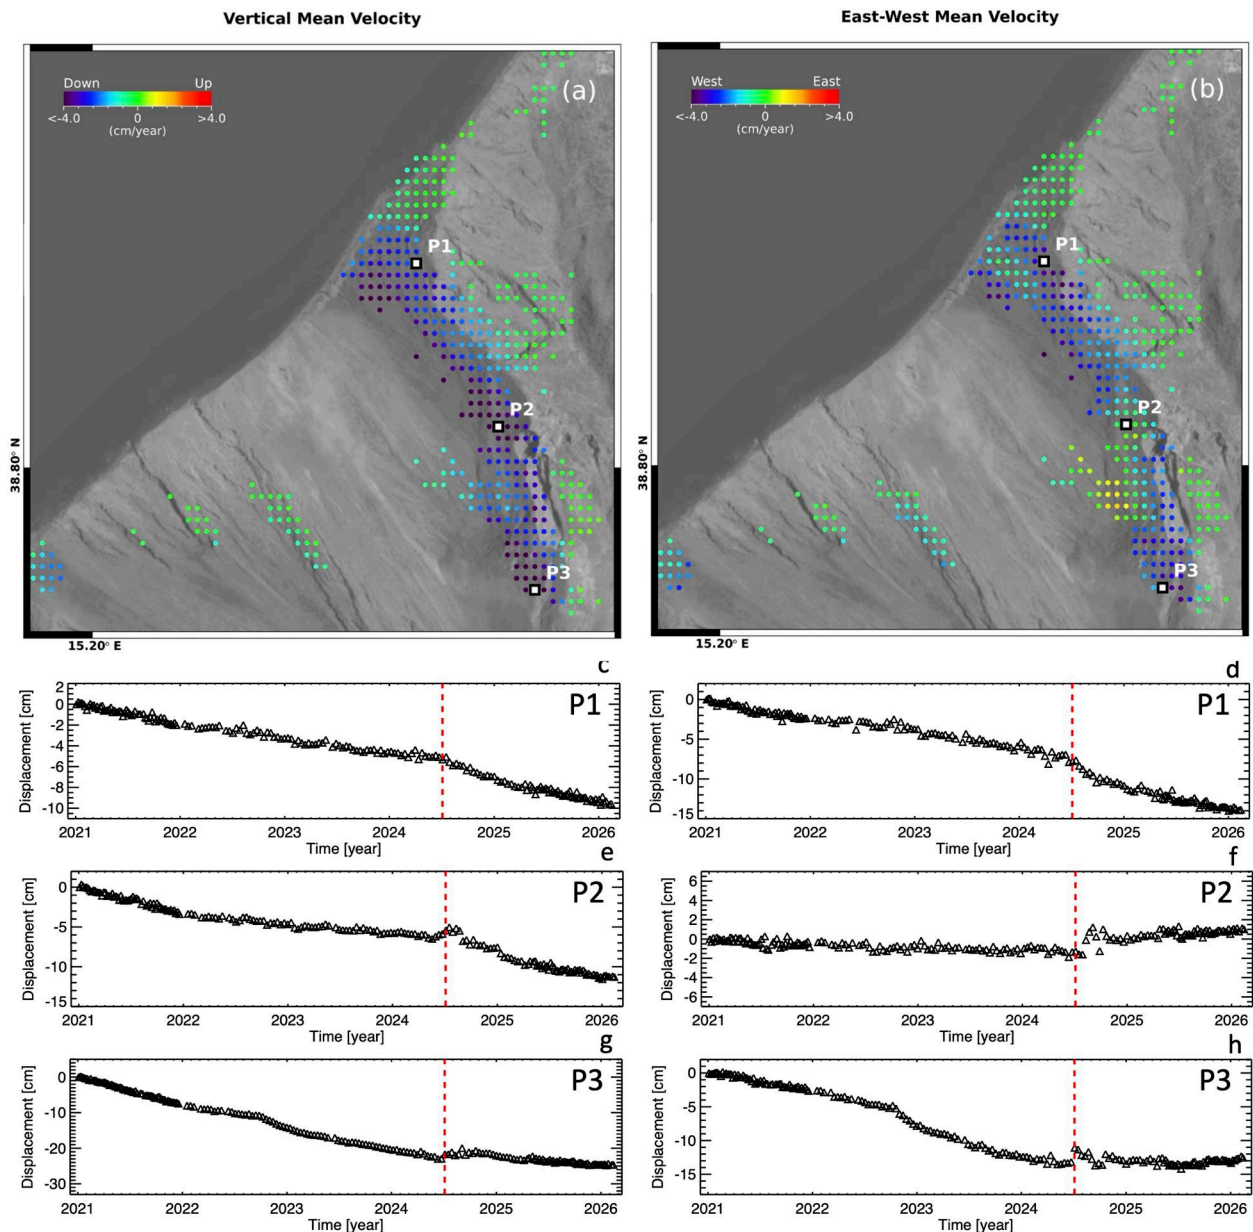 Vertical Mean Velocity
East-West Mean Velocity
Down Up
<-4.0 0 >4.0
(cm/year)
(a)
P1
P2
P3
38.80° N
15.20° E
West East
<-4.0 0 >4.0
(cm/year)
(b)
P1
P2
P3
38.80° N
15.20° E
c
P1
Displacement [cm]
2
0
-2
-4
-6
-8
-10
2021 2022 2023 2024 2025 2026
Time [year]
d
P1
Displacement [cm]
0
-5
-10
-15
2021 2022 2023 2024 2025 2026
Time [year]
e
P2
Displacement [cm]
0
-5
-10
-15
2021 2022 2023 2024 2025 2026
Time [year]
f
P2
Displacement [cm]
6
4
2
0
-2
-4
-6
2021 2022 2023 2024 2025 2026
Time [year]
g
P3
Displacement [cm]
0
-10
-20
-30
2021 2022 2023 2024 2025 2026
Time [year]
h
P3
Displacement [cm]
0
-5
-10
-15
2021 2022 2023 2024 2025 2026
Time [year]